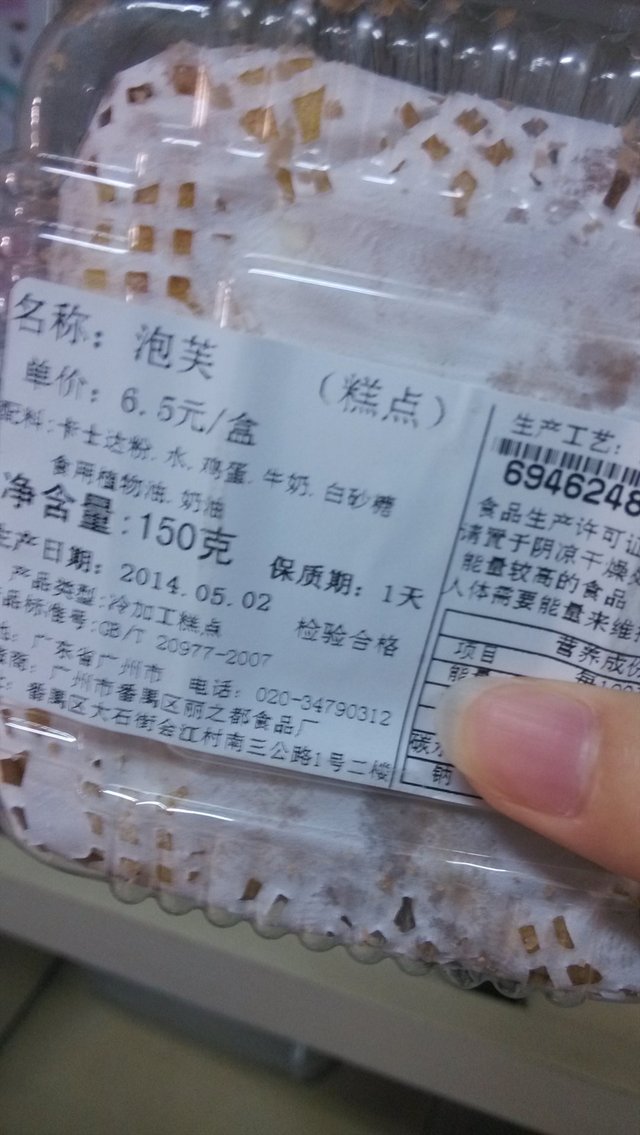 名称：泡芙
（糕点）
单价：6.5元/盒
配料:卡士达粉.水.鸡蛋.牛奶.白砂糖
食用植物油.奶油
净含量:150克
保质期：1天
生产日期：2014.05.02
检验合格
产品类型:冷加工糕点
品标准号:GB/T 20977-2007
广东省广州市
电话：020-34790312
广州市番禺区丽之都食品厂
番禺区大石街会江村南三公路1号二楼
生产工艺:
6946248
食品生产许可证
请置于阴凉干燥
能量较高的食品
人体需要能量来维
营养成份
项目
能量
碳水
钠